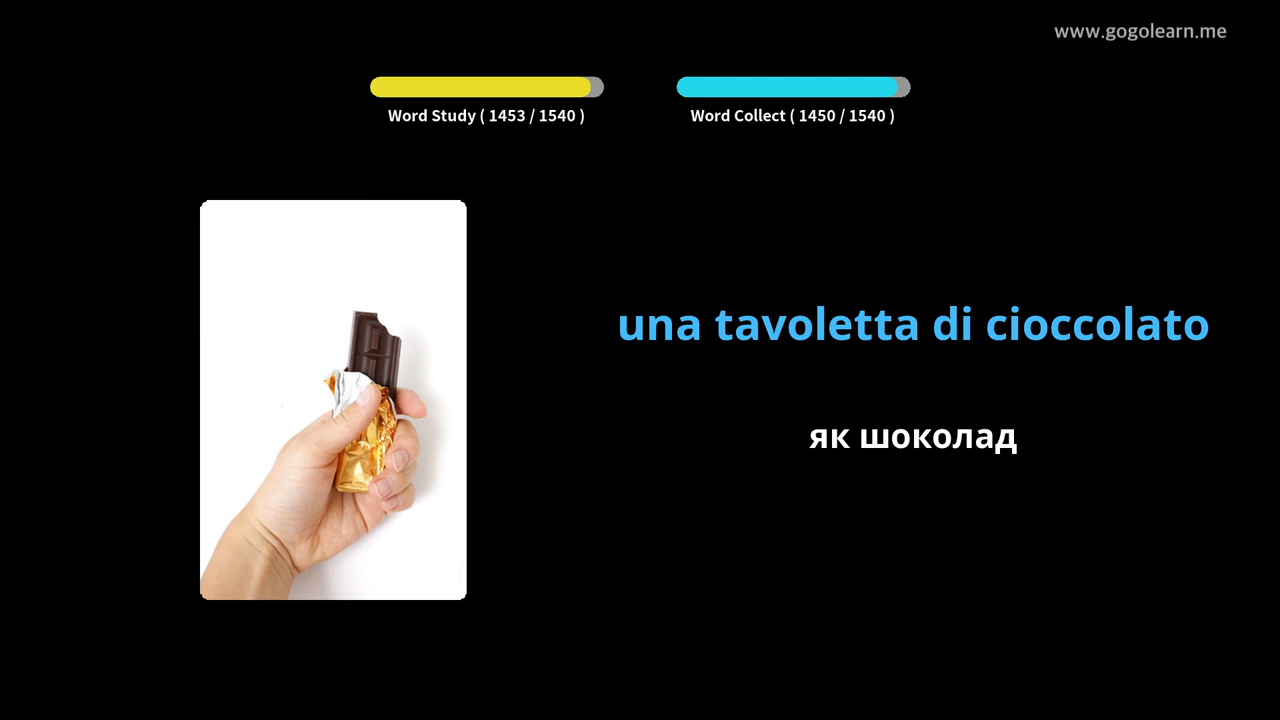 www.gogolearn.me
Word Study ( 1453 / 1540 )
Word Collect ( 1450 / 1540 )
una tavoletta di cioccolato
як шоколад